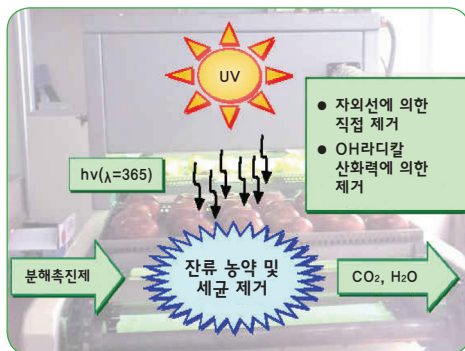 UV
● 자외선에 의한
직접 제거
● OH라디칼
산화력에 의한
제거
hv(λ=365)
분해촉진제
잔류 농약 및
세균 제거
CO₂, H₂O